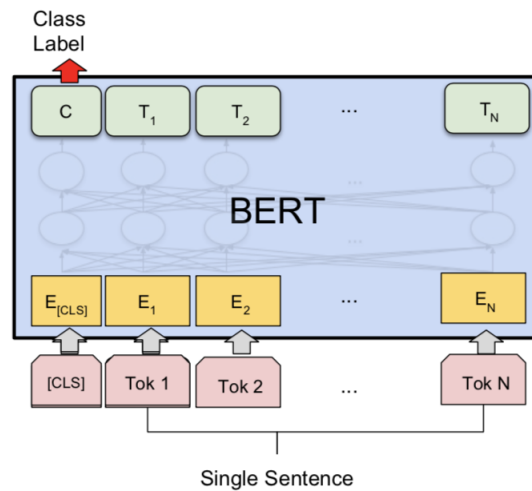 Class
Label
C T1 T2 ... TN
...
BERT
...
E[CLS] E1 E2 ... EN
[CLS] Tok 1 Tok 2 ... Tok N
Single Sentence